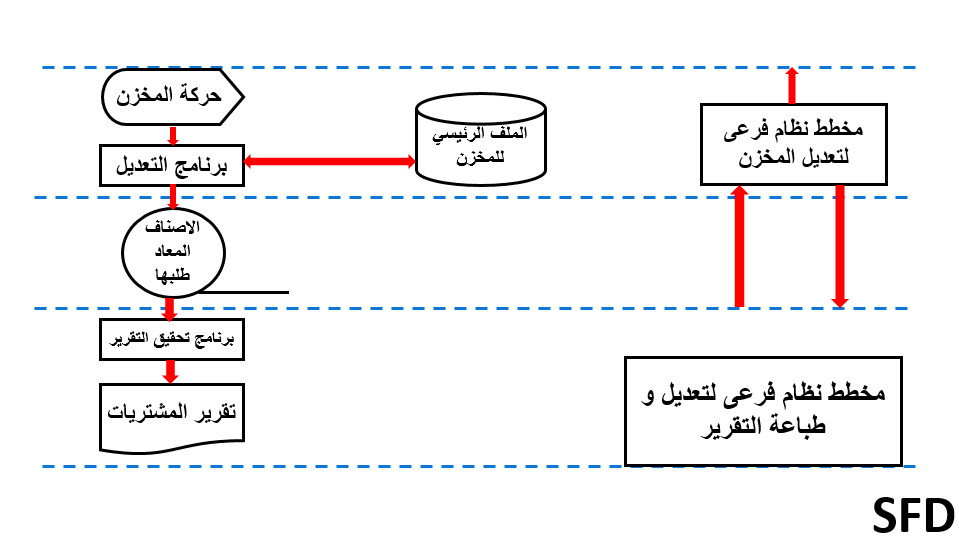 حركة المخزن
برنامج التعديل
الملف الرئيسي
للمخزن
مخطط نظام فرعى
لتعديل المخزن
الاصناف
المعاد
طلبها
برنامج تحقيق التقرير
تقرير المشتريات
مخطط نظام فرعى لتعديل و
طباعة التقرير
SFD